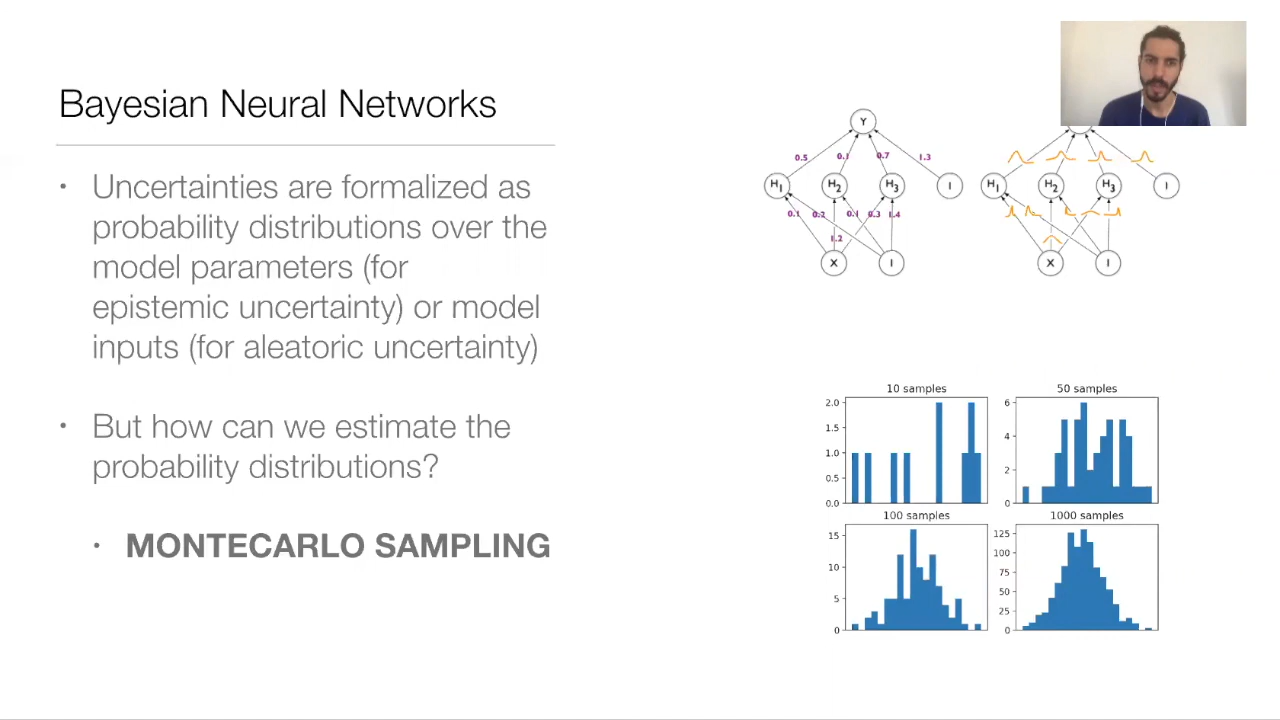 Bayesian Neural Networks
• Uncertainties are formalized as
probability distributions over the
model parameters (for
epistemic uncertainty) or model
inputs (for aleatoric uncertainty)
• But how can we estimate the
probability distributions?
• MONTECARLO SAMPLING
Y
0.5 0.1 0.7 1.3
H1 H2 H3 I
0.1 0.2 0.1 0.3 1.4
1.2
X I
H1 H2 H3 I
X I
10 samples
2.0
1.5
1.0
0.5
0.0
50 samples
6
4
2
0
100 samples
15
10
5
0
1000 samples
125
100
75
50
25
0